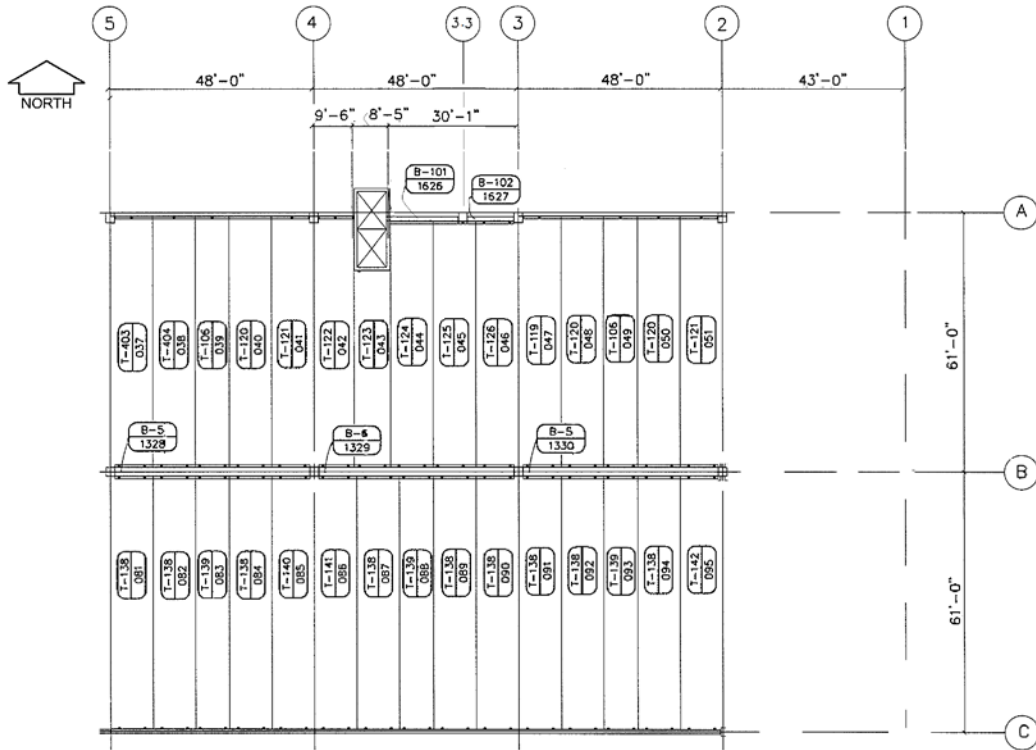 5 4 3.3 3 2 1
NORTH
48'-0" 48'-0" 48'-0" 43'-0"
9'-6" 8'-5" 30'-1"
B-101
1626
B-102
1627
A
T-403
037
T-404
038
T-106
039
T-120
040
T-121
041
T-122
042
T-123
043
T-124
044
T-125
045
T-126
046
T-119
047
T-120
048
T-106
049
T-120
050
T-121
051
61'-0"
B-5
1328
B-6
1329
B-5
1330
B
T-138
081
T-138
082
T-139
083
T-138
084
T-140
085
T-141
086
T-138
087
T-139
088
T-138
089
T-138
090
T-138
091
T-138
092
T-139
093
T-138
094
T-142
095
61'-0"
C